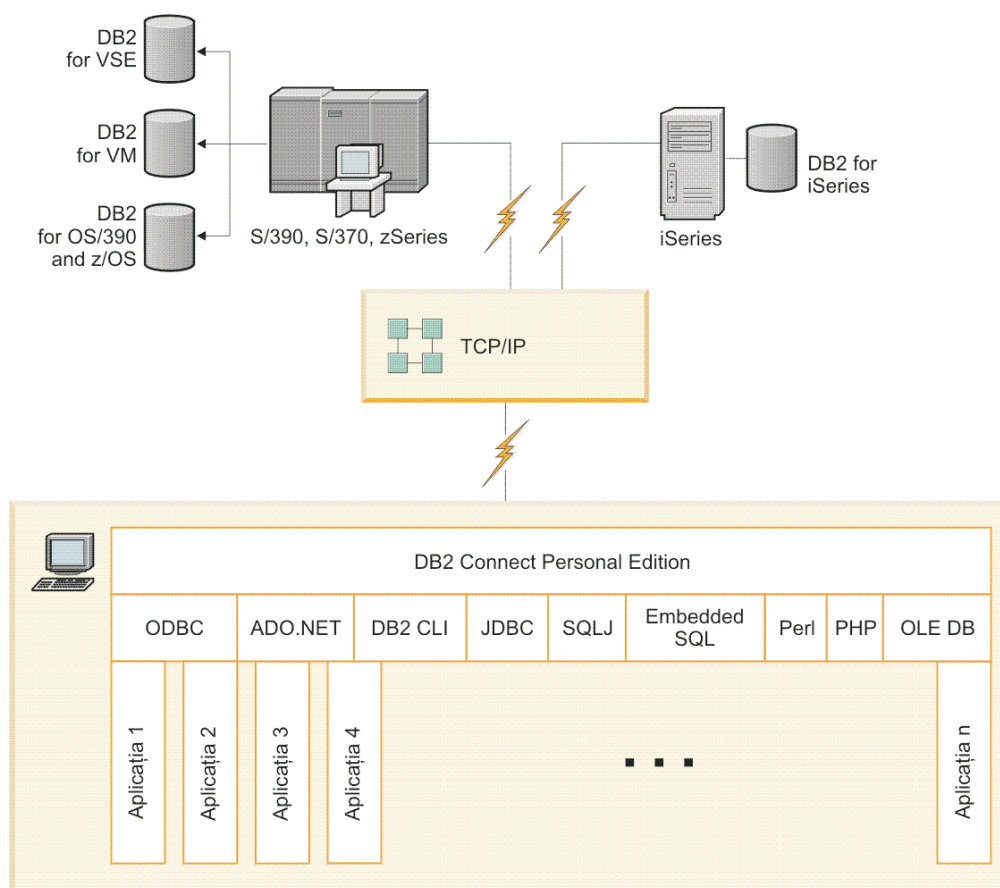 DB2
for VSE
DB2
for VM
DB2
for OS/390
and z/OS
S/390, S/370, zSeries
iSeries
DB2 for
iSeries
TCP/IP
DB2 Connect Personal Edition
ODBC
ADO.NET
DB2 CLI
JDBC
SQLJ
Embedded
SQL
Perl
PHP
OLE DB
Aplicația 1
Aplicația 2
Aplicația 3
Aplicația 4
Aplicația n